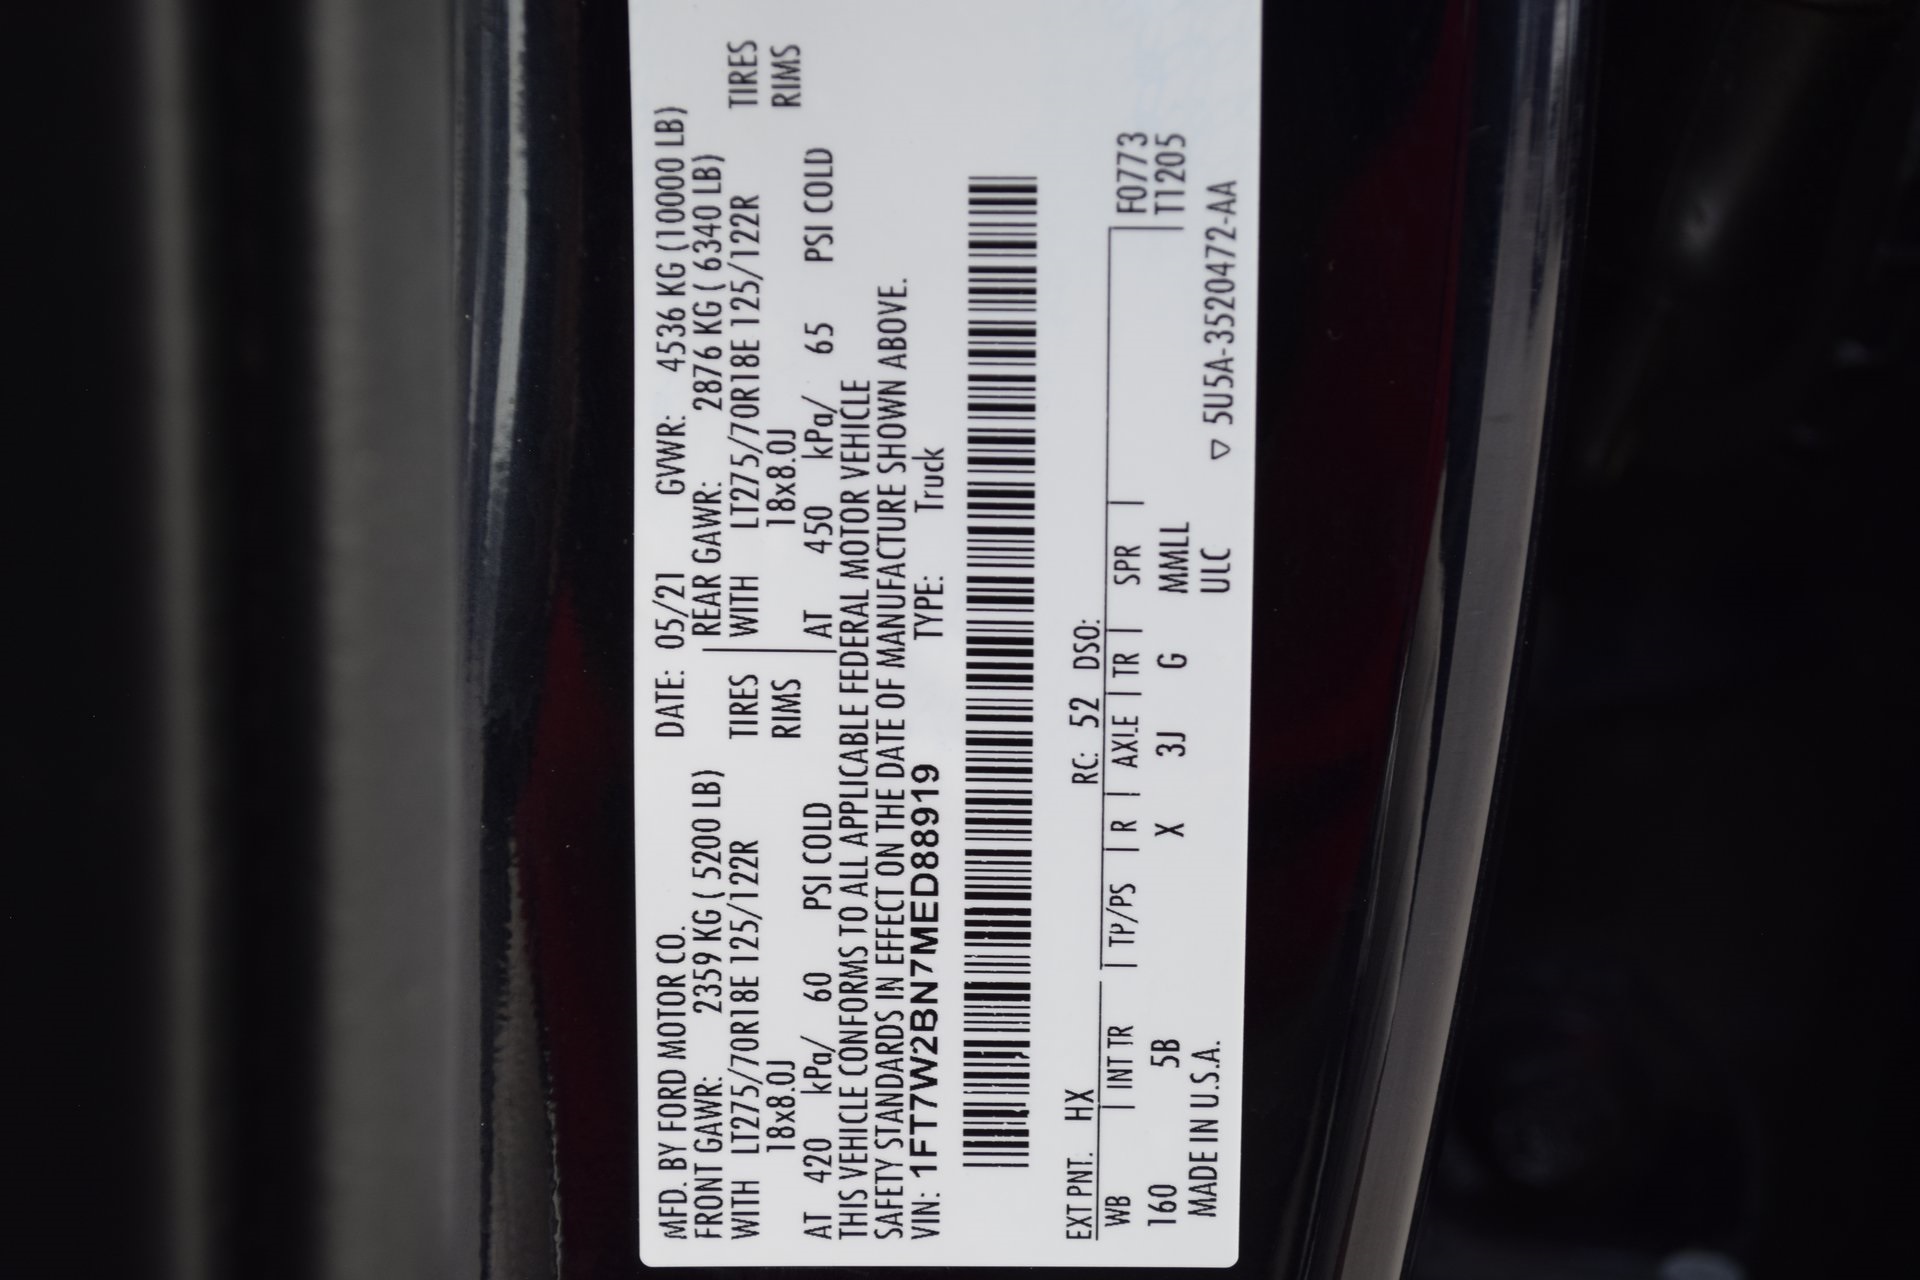 MFD. BY FORD MOTOR CO. DATE: 05/21 GVWR: 4536 KG (10000 LB)
FRONT GAWR: 2359 KG ( 5200 LB) REAR GAWR: 2876 KG ( 6340 LB)
WITH LT275/70R18E 125/122R TIRES WITH LT275/70R18E 125/122R TIRES
18x8.0J RIMS 18x8.0J RIMS
AT 420 kPa/ 60 PSI COLD AT 450 kPa/ 65 PSI COLD
THIS VEHICLE CONFORMS TO ALL APPLICABLE FEDERAL MOTOR VEHICLE
SAFETY STANDARDS IN EFFECT ON THE DATE OF MANUFACTURE SHOWN ABOVE.
VIN: 1FT7W2BN7MED88919 TYPE: Truck
EXT PNT. HX RC: 52 DSO:
WB | INT TR | TP/PS | R | AXLE | TR | SPR | F0773
160 5B X 3J G MMLL T1205
MADE IN U.S.A. ULC ▽ 5U5A-3520472-AA